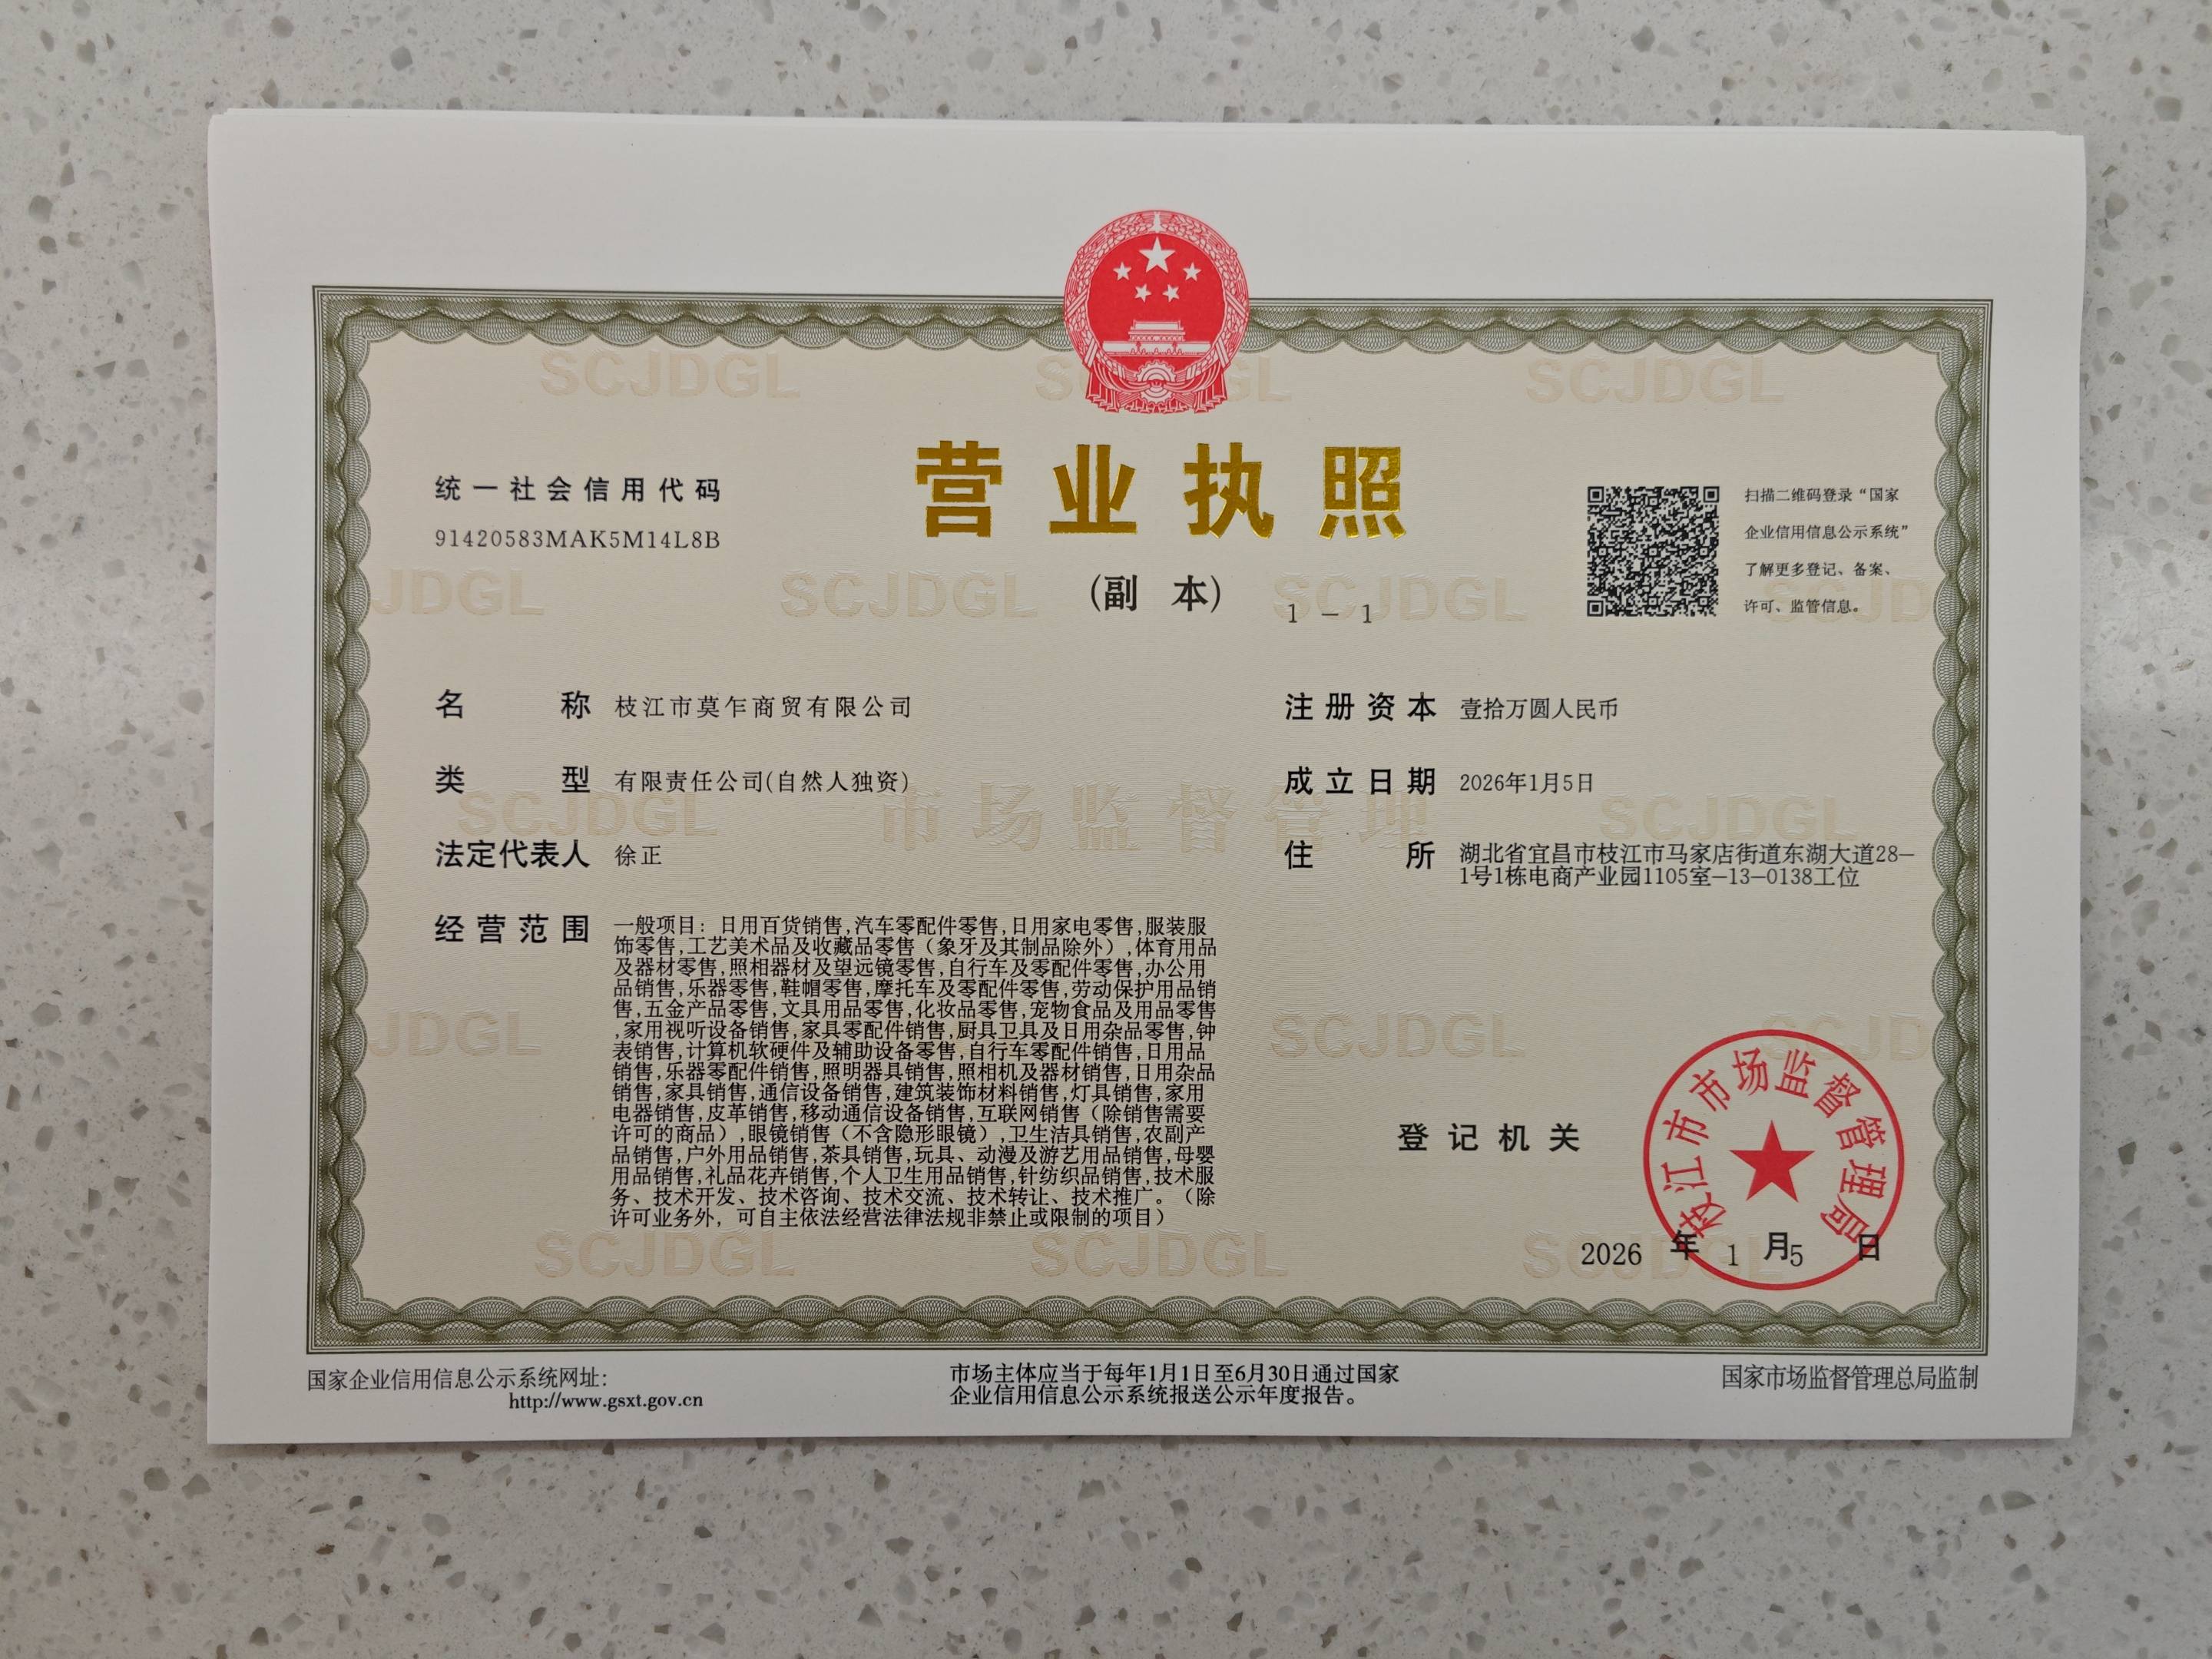 营业执照
(副 本)
1-1
统一社会信用代码
91420583MAK5M14L8B
扫描二维码登录“国家
企业信用信息公示系统”
了解更多登记、备案、
许可、监管信息。
名称 枝江市莫乍商贸有限公司
类型 有限责任公司(自然人独资)
法定代表人 徐正
经营范围 一般项目：日用百货销售,汽车零配件零售,日用家电零售,服装服
饰零售,工艺美术品及收藏品零售（象牙及其制品除外）,体育用品
及器材零售,照相器材及望远镜零售,自行车及零配件零售,办公用
品销售,乐器零售,鞋帽零售,摩托车及零配件零售,劳动保护用品销
售,五金产品零售,文具用品零售,化妆品零售,宠物食品及用品零售
,家用视听设备销售,家具零配件销售,厨具卫具及日用杂品零售,钟
表销售,计算机软硬件及辅助设备零售,自行车零配件销售,日用品
销售,乐器零配件销售,照明器具销售,照相机及器材销售,日用杂品
销售,家具销售,通信设备销售,建筑装饰材料销售,灯具销售,家用
电器销售,皮革销售,移动通信设备销售,互联网销售（除销售需要
许可的商品）,眼镜销售（不含隐形眼镜）,卫生洁具销售,农副产
品销售,户外用品销售,茶具销售,玩具、动漫及游艺用品销售,母婴
用品销售,礼品花卉销售,个人卫生用品销售,针纺织品销售,技术服
务、技术开发、技术咨询、技术交流、技术转让、技术推广。（除
许可业务外，可自主依法经营法律法规非禁止或限制的项目）
注册资本 壹拾万圆人民币
成立日期 2026年1月5日
住所 湖北省宜昌市枝江市马家店街道东湖大道28-
1号1栋电商产业园1105室-13-0138工位
登记机关
枝江市市场监督管理局
2026 年 1 月 5 日
SCJDGL
市场监督管理
国家企业信用信息公示系统网址：
http://www.gsxt.gov.cn
市场主体应当于每年1月1日至6月30日通过国家
企业信用信息公示系统报送公示年度报告。
国家市场监督管理总局监制